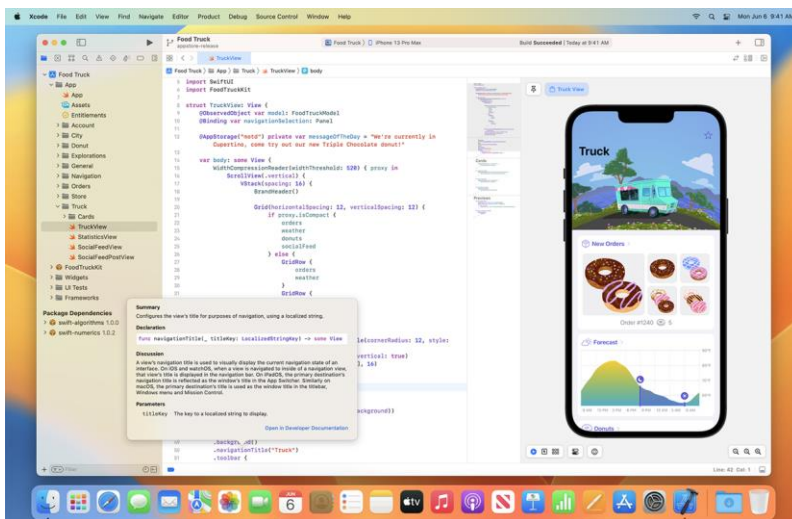 Xcode File Edit View Find Navigate Editor Product Debug Source Control Window Help
Mon Jun 6 9:41 AM
Food Truck
appstore-release
Food Truck
iPhone 13 Pro Max
Build Succeeded | Today at 9:41 AM
TruckView
Food Truck
App
Truck
TruckView
body
Food Truck
App
App
Assets
Entitlements
Account
City
Donut
Explorations
General
Navigation
Orders
Store
Truck
Cards
TruckView
StatisticsView
SocialFeedView
SocialFeedPostView
FoodTruckKit
Widgets
UI Tests
Frameworks
Package Dependencies
swift-algorithms 1.0.0
swift-numerics 1.0.2
import SwiftUI
import FoodTruckKit
struct TruckView: View {
@ObservedObject var model: FoodTruckModel
@Binding var navigationSelection: Panel
@AppStorage("motd") private var messageOfTheDay = "We're currently in
Cupertino, come try out our new Triple Chocolate donut!"
var body: some View {
WidthCompressionReader(widthThreshold: 520) { proxy in
ScrollView(.vertical) {
VStack(spacing: 16) {
BrandHeader()
Grid(horizontalSpacing: 12, verticalSpacing: 12) {
if proxy.isCompact {
orders
weather
donuts
socialFeed
} else {
GridRow {
orders
weather
}
GridRow {
Summary
Configures the view's title for purposes of navigation, using a localized string.
Declaration
func navigationTitle(_ titleKey: LocalizedStringKey) -> some View
Discussion
A view's navigation title is used to visually display the current navigation state of an
interface. On iOS and watchOS, when a view is navigated to inside of a navigation view,
that view's title is displayed in the navigation bar. On iPadOS, the primary destination's
navigation title is reflected as the window's title in the App Switcher. Similarly on
macOS, the primary destination's title is used as the window title in the titlebar,
Windows menu and Mission Control.
Parameters
titleKey The key to a localized string to display.
Open in Developer Documentation
.background()
.navigationTitle("Truck")
.toolbar {
Cards
Previews
Truck View
Truck
New Orders
Order #1240 5
Forecast
Donuts
Line: 42 Col: 1
JUN
6
tv